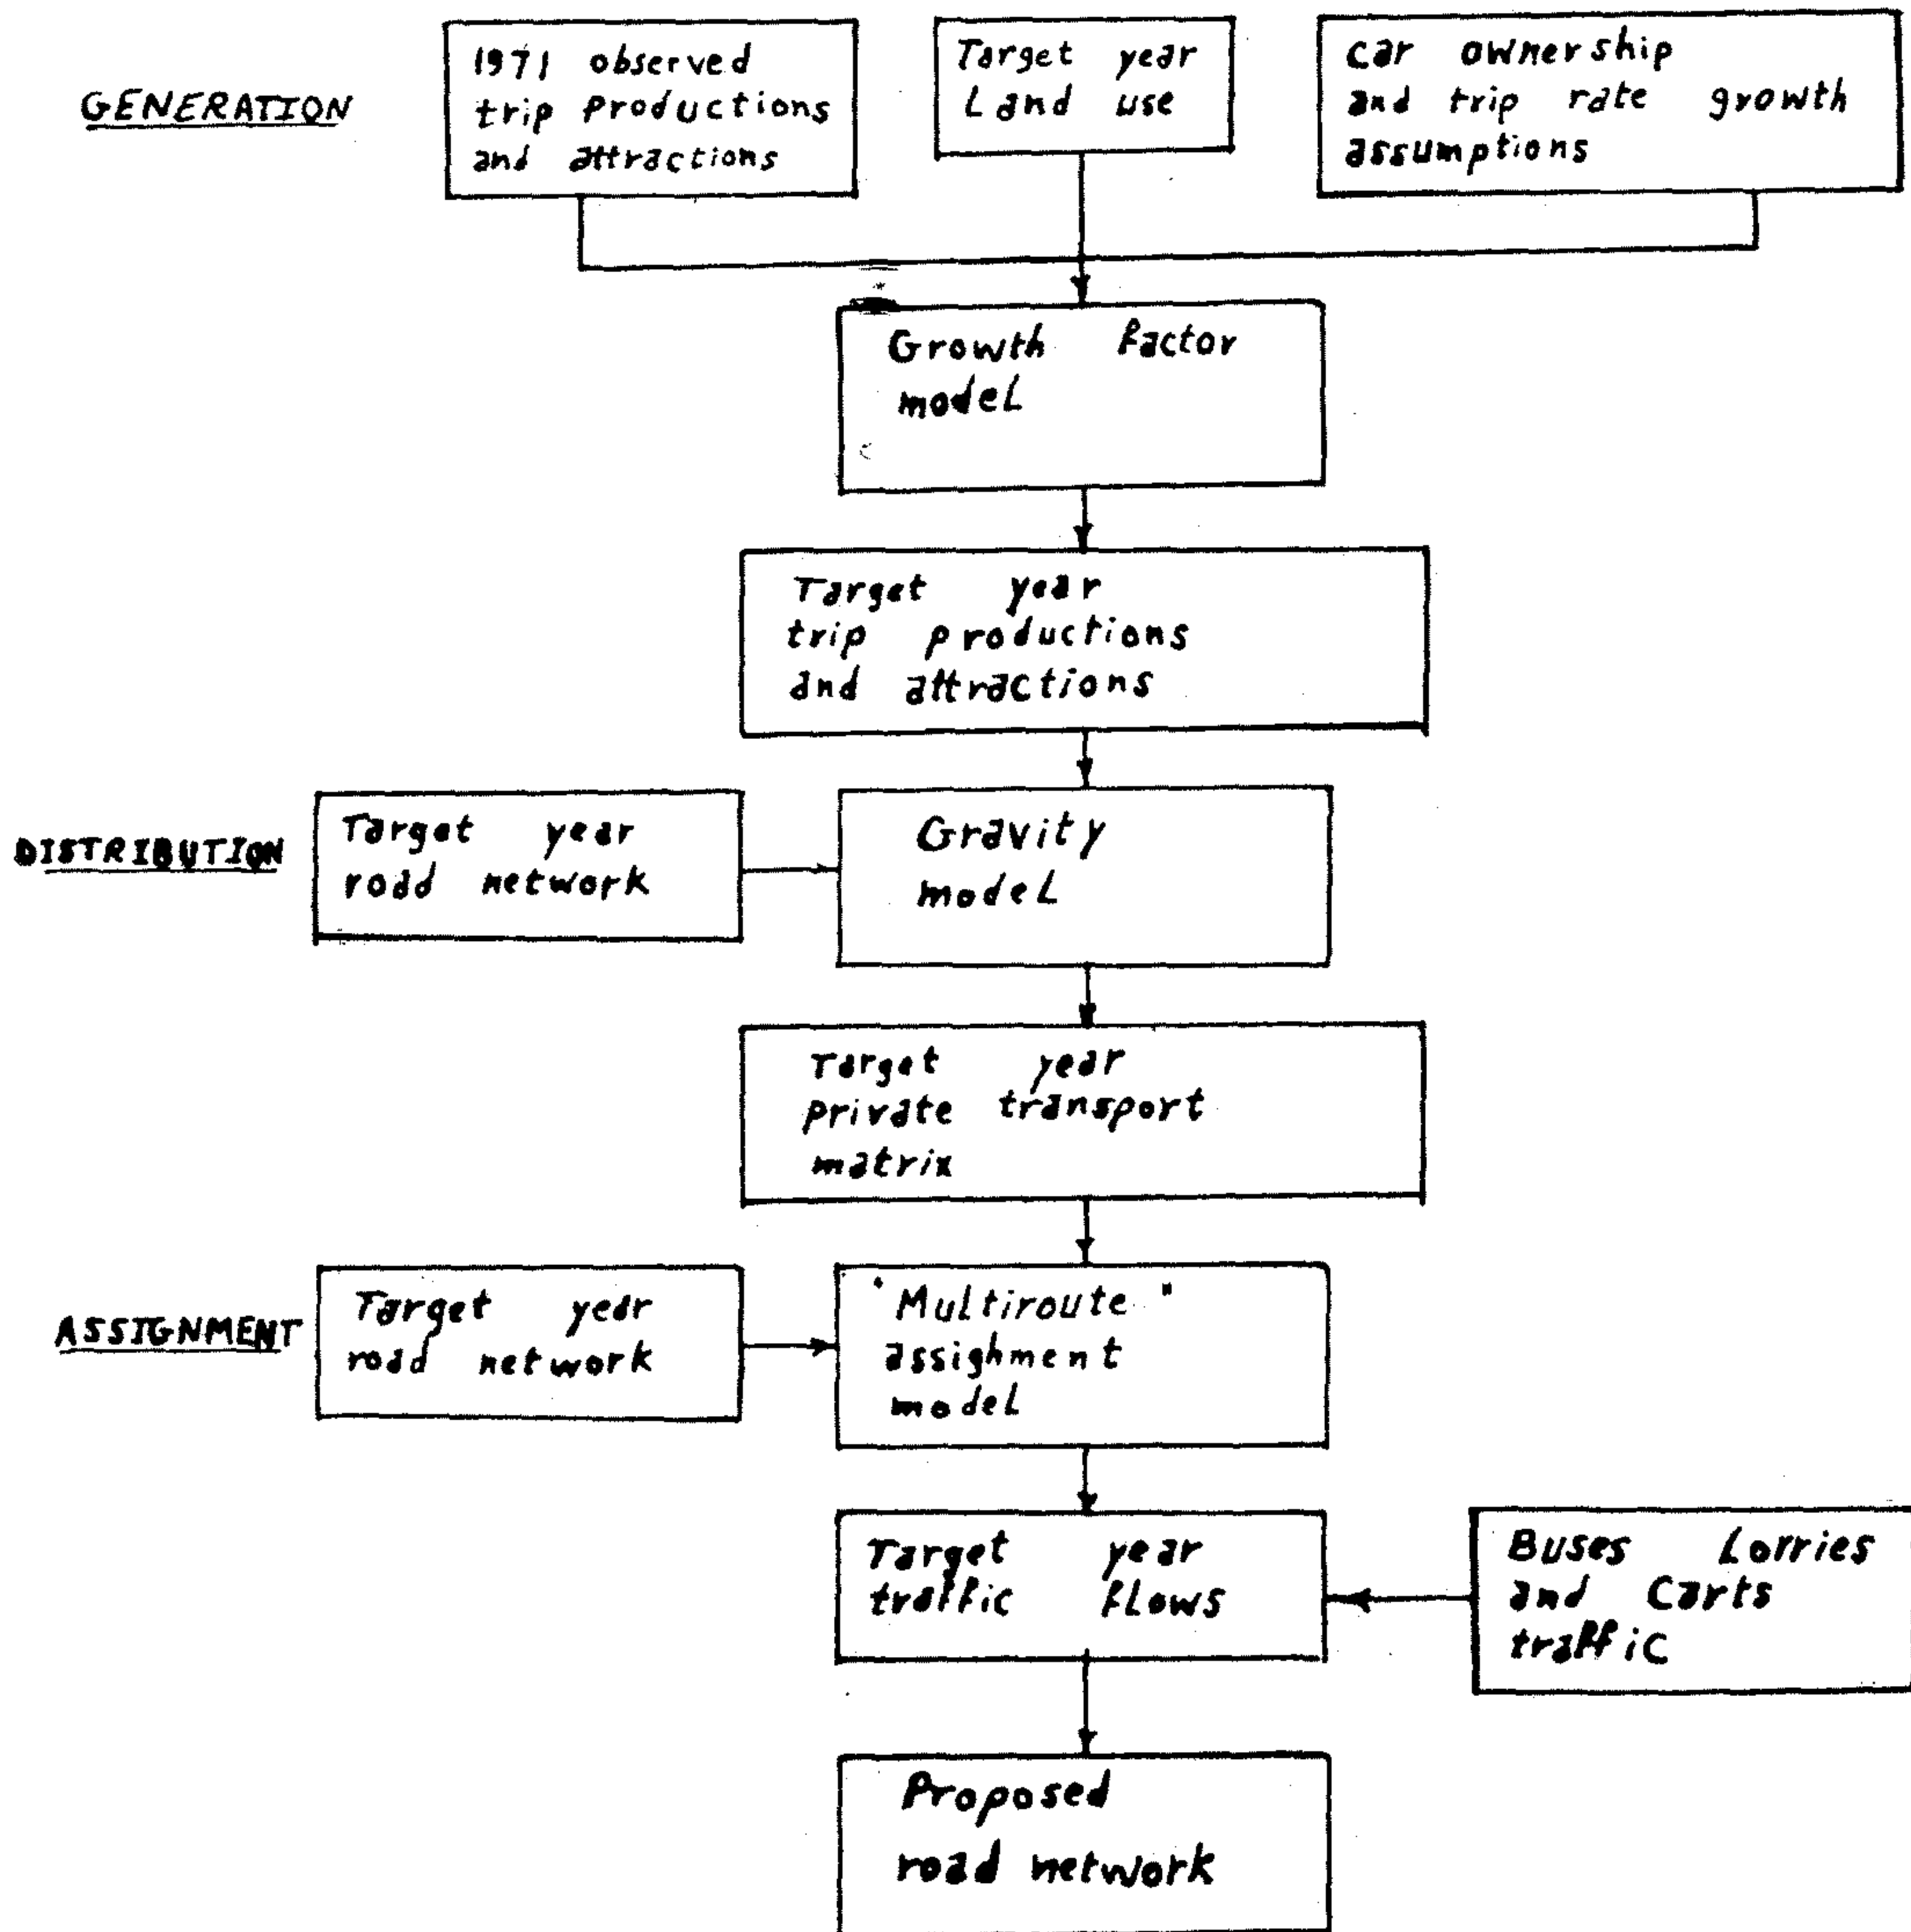 GENERATION
1971 observed
trip productions
and attractions
Target year
Land use
car ownership
and trip rate growth
assumptions
Growth factor
model
Target year
trip productions
and attractions
DISTRIBUTION
Target year
road network
Gravity
model
Target year
private transport
matrix
ASSIGNMENT
Target year
road network
"Multiroute"
assighment
model
Target year
traffic flows
Buses Lorries
and Carts
traffic
Proposed
road network